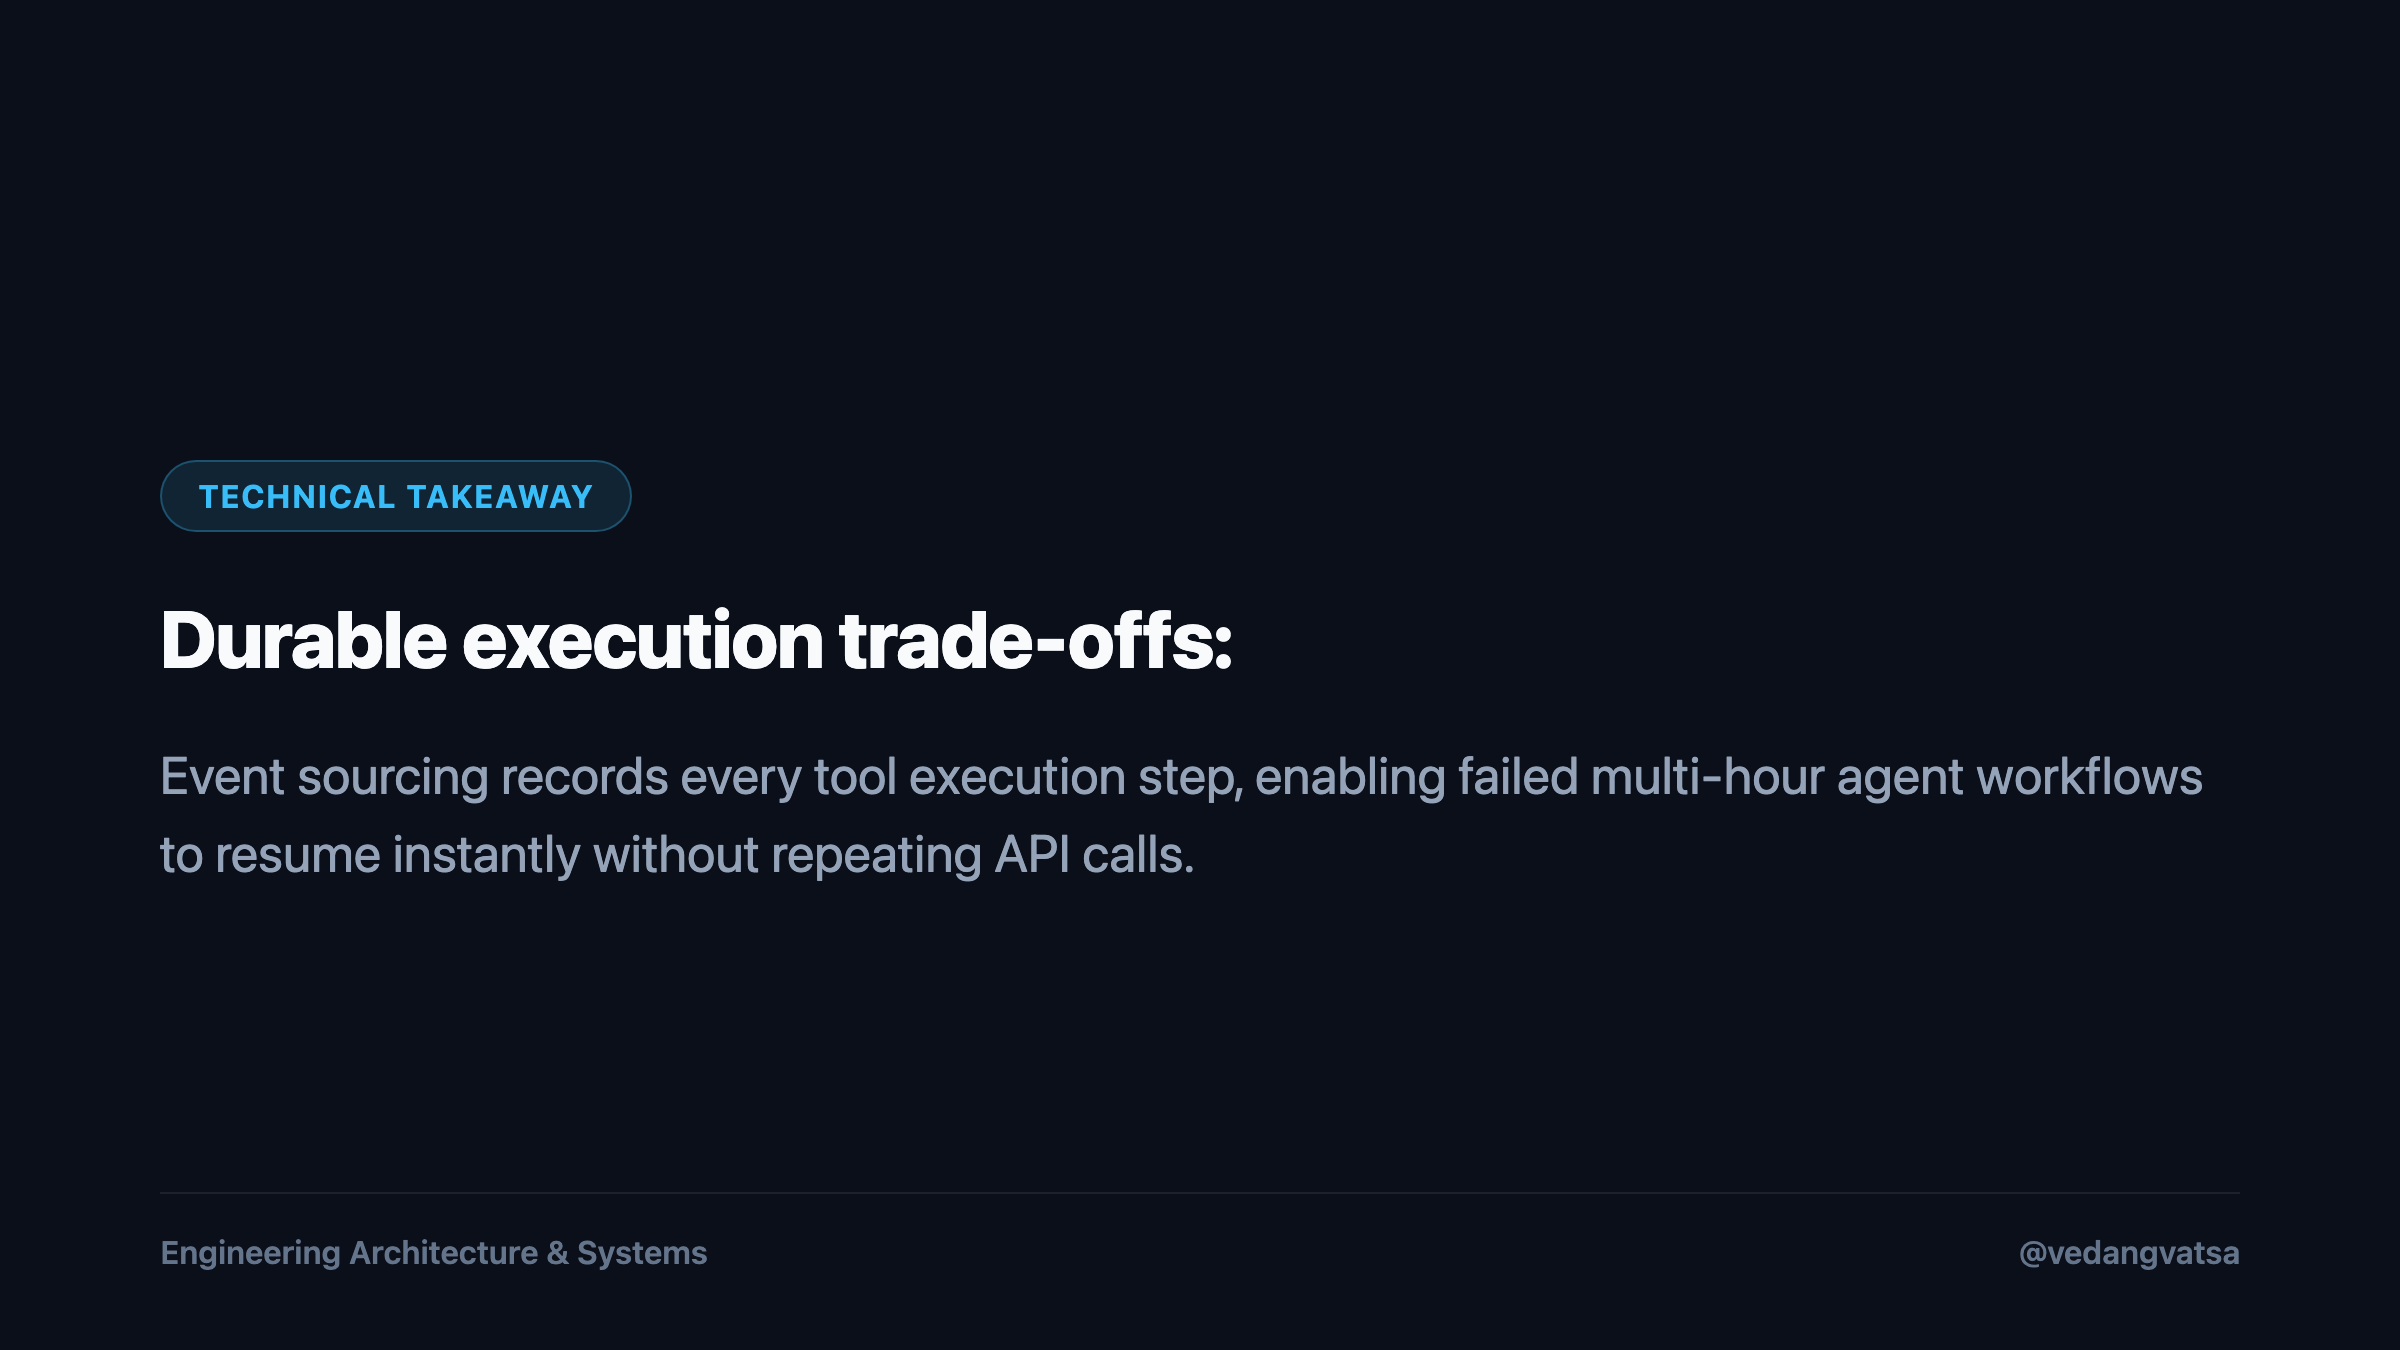 TECHNICAL TAKEAWAY
Durable execution trade-offs:
Event sourcing records every tool execution step, enabling failed multi-hour agent workflows
to resume instantly without repeating API calls.
Engineering Architecture & Systems
@vedangvatsa